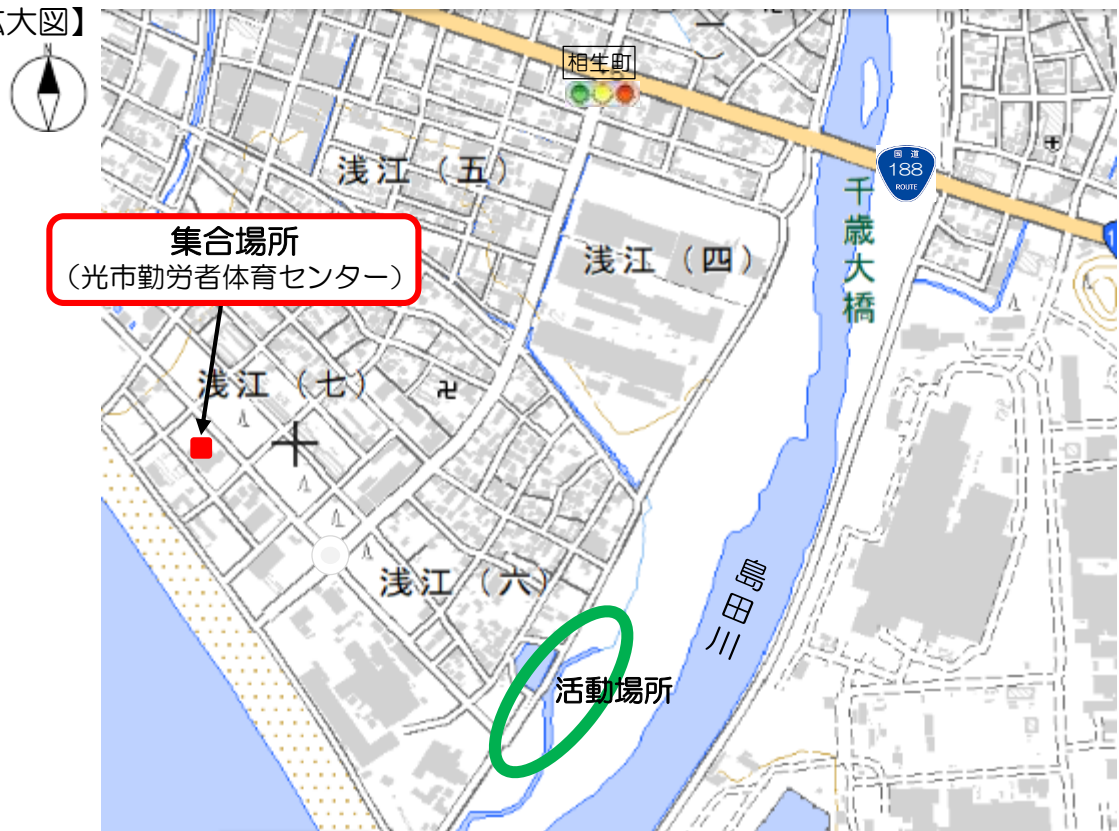 大図】
N
相生町
国道
188
ROUTE
千歳大橋
浅江（五）
集合場所
（光市勤労者体育センター）
浅江（四）
浅江（七）
卍
浅江（六）
島田川
活動場所
1